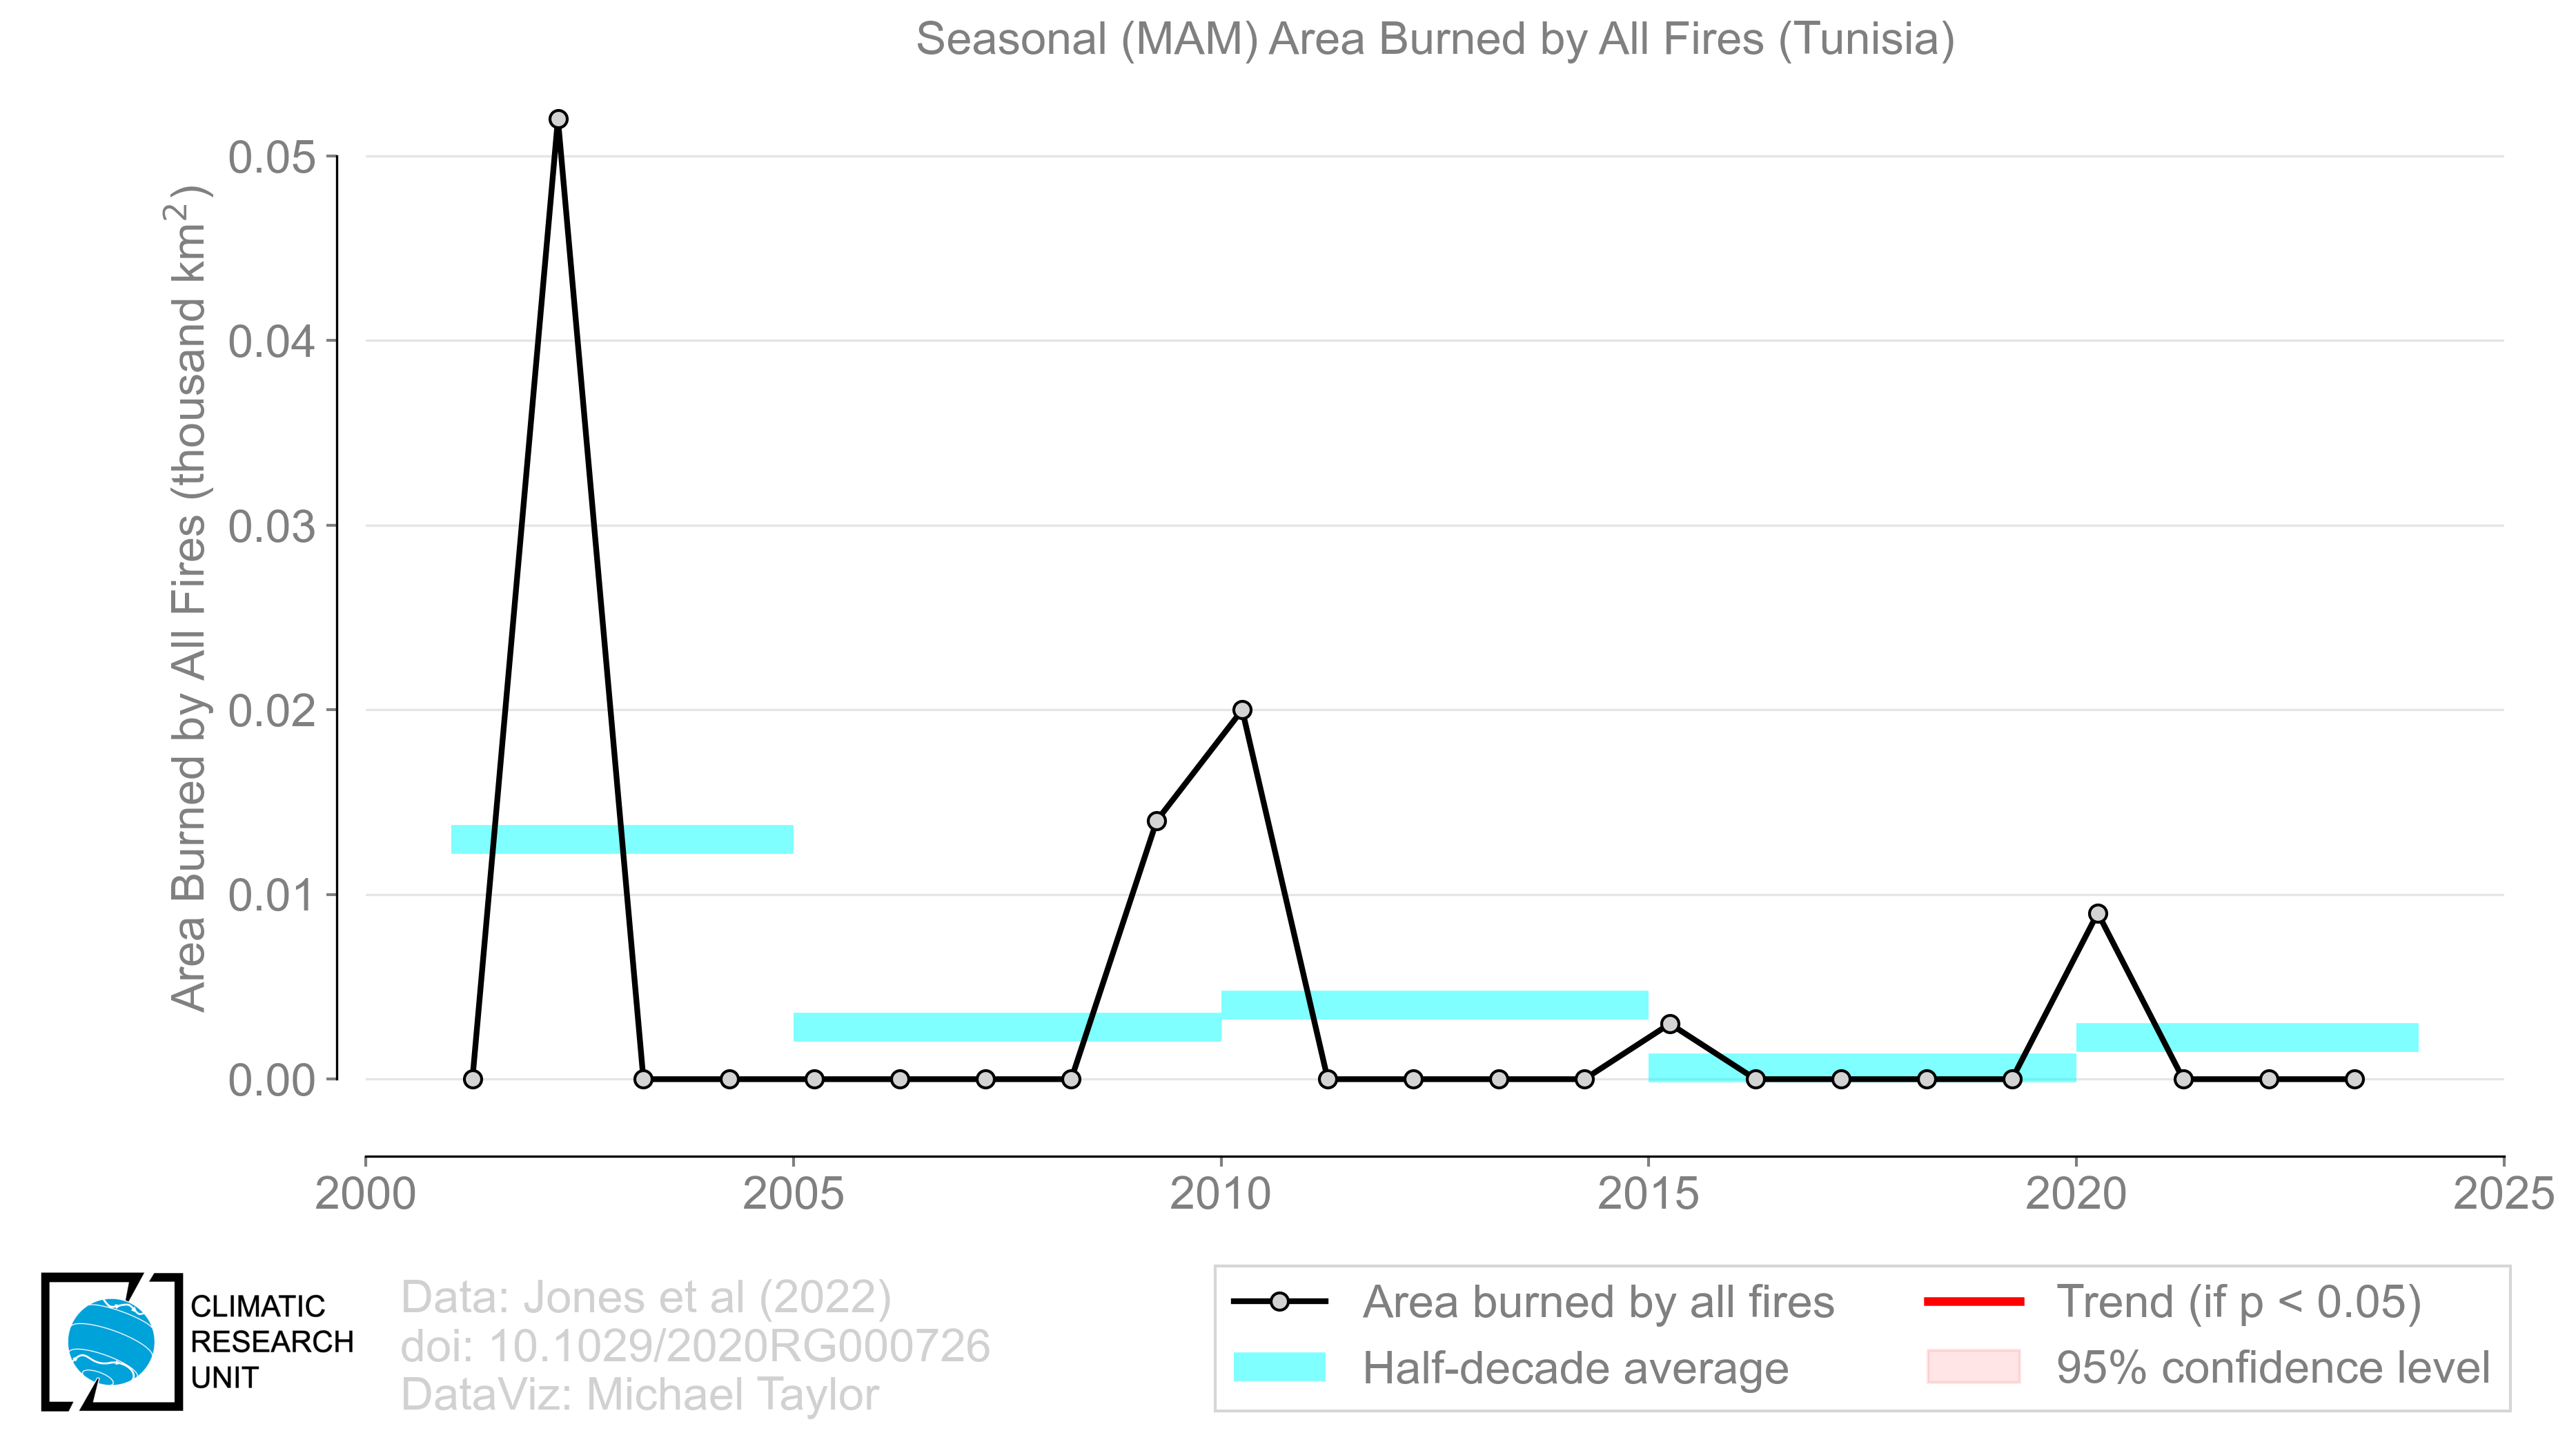 Seasonal (MAM) Area Burned by All Fires (Tunisia)
Area Burned by All Fires (thousand km²)
0.05
0.04
0.03
0.02
0.01
0.00
2000 2005 2010 2015 2020 2025
CLIMATIC
RESEARCH
UNIT
Data: Jones et al (2022)
doi: 10.1029/2020RG000726
DataViz: Michael Taylor
Area burned by all fires
Half-decade average
Trend (if p < 0.05)
95% confidence level